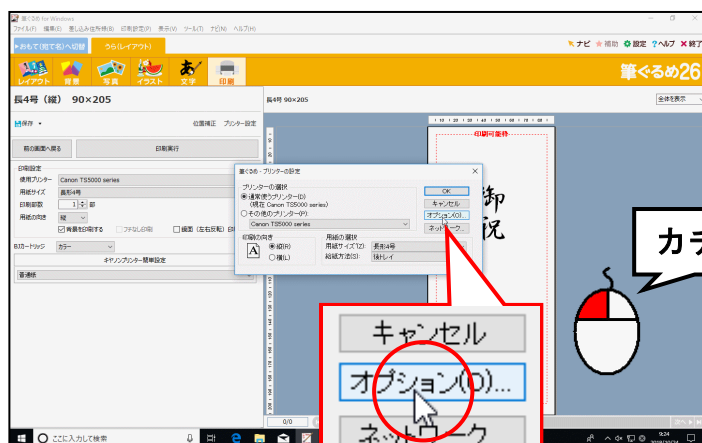 筆ぐるめ for Windows
ファイル(F) 編集(E) 差し込み住所録(B) 印刷設定(P) 表示(V) ツール(T) ナビ(N) ヘルプ(H)
▸おもて(宛て名)へ切替 うら(レイアウト)
ナビ ★補助 設定 ?ヘルプ ×終了
レイアウト 背景 写真 イラスト 文字 印刷
筆ぐるめ26
長4号（縦） 90×205
長4号 90×205
全体を表示
保存 位置補正 プリンター設定
前の画面へ戻る 印刷実行
印刷可能枠
印刷設定
使用プリンター Canon TS5000 series
用紙サイズ 長形4号
印刷部数 1 部
用紙の向き 縦
背景を印刷する フチなし印刷 鏡面（左右反転）
BJカートリッジ カラー
キヤノンプリンター簡単設定
普通紙
筆ぐるめ - プリンターの設定
プリンターの選択
通常使うプリンター(D)
(現在 Canon TS5000 series)
その他のプリンター(P):
Canon TS5000 series
OK
キャンセル
オプション(O)...
ネットワーク...
印刷の向き
A
縦(R)
横(L)
用紙の選択
用紙サイズ(Z): 長形4号
給紙方法(S): 後トレイ
御祝
カチ
キャンセル
オプション(O)...
ネットワーク
0/0
次へ
ここに入力して検索
9:24